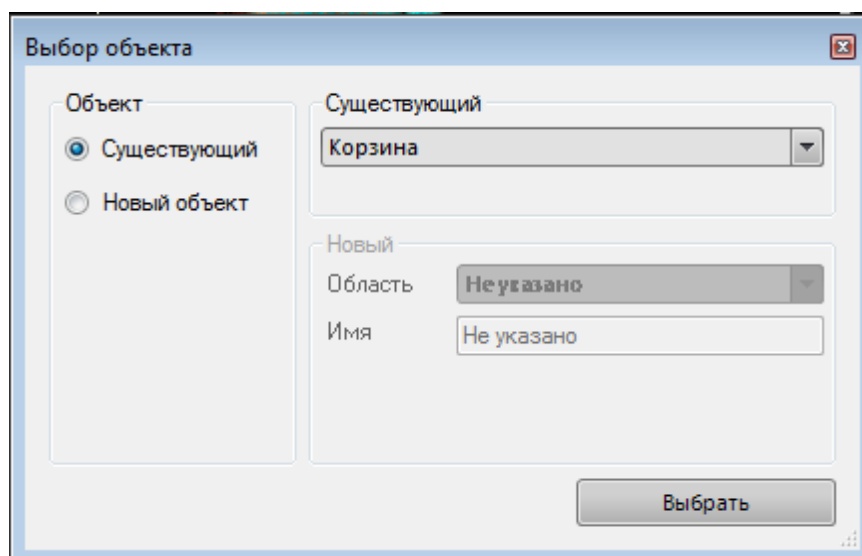 Выбор объекта
Объект
Существующий
Новый объект
Существующий
Корзина
Новый
Область
Не указано
Имя
Не указано
Выбрать